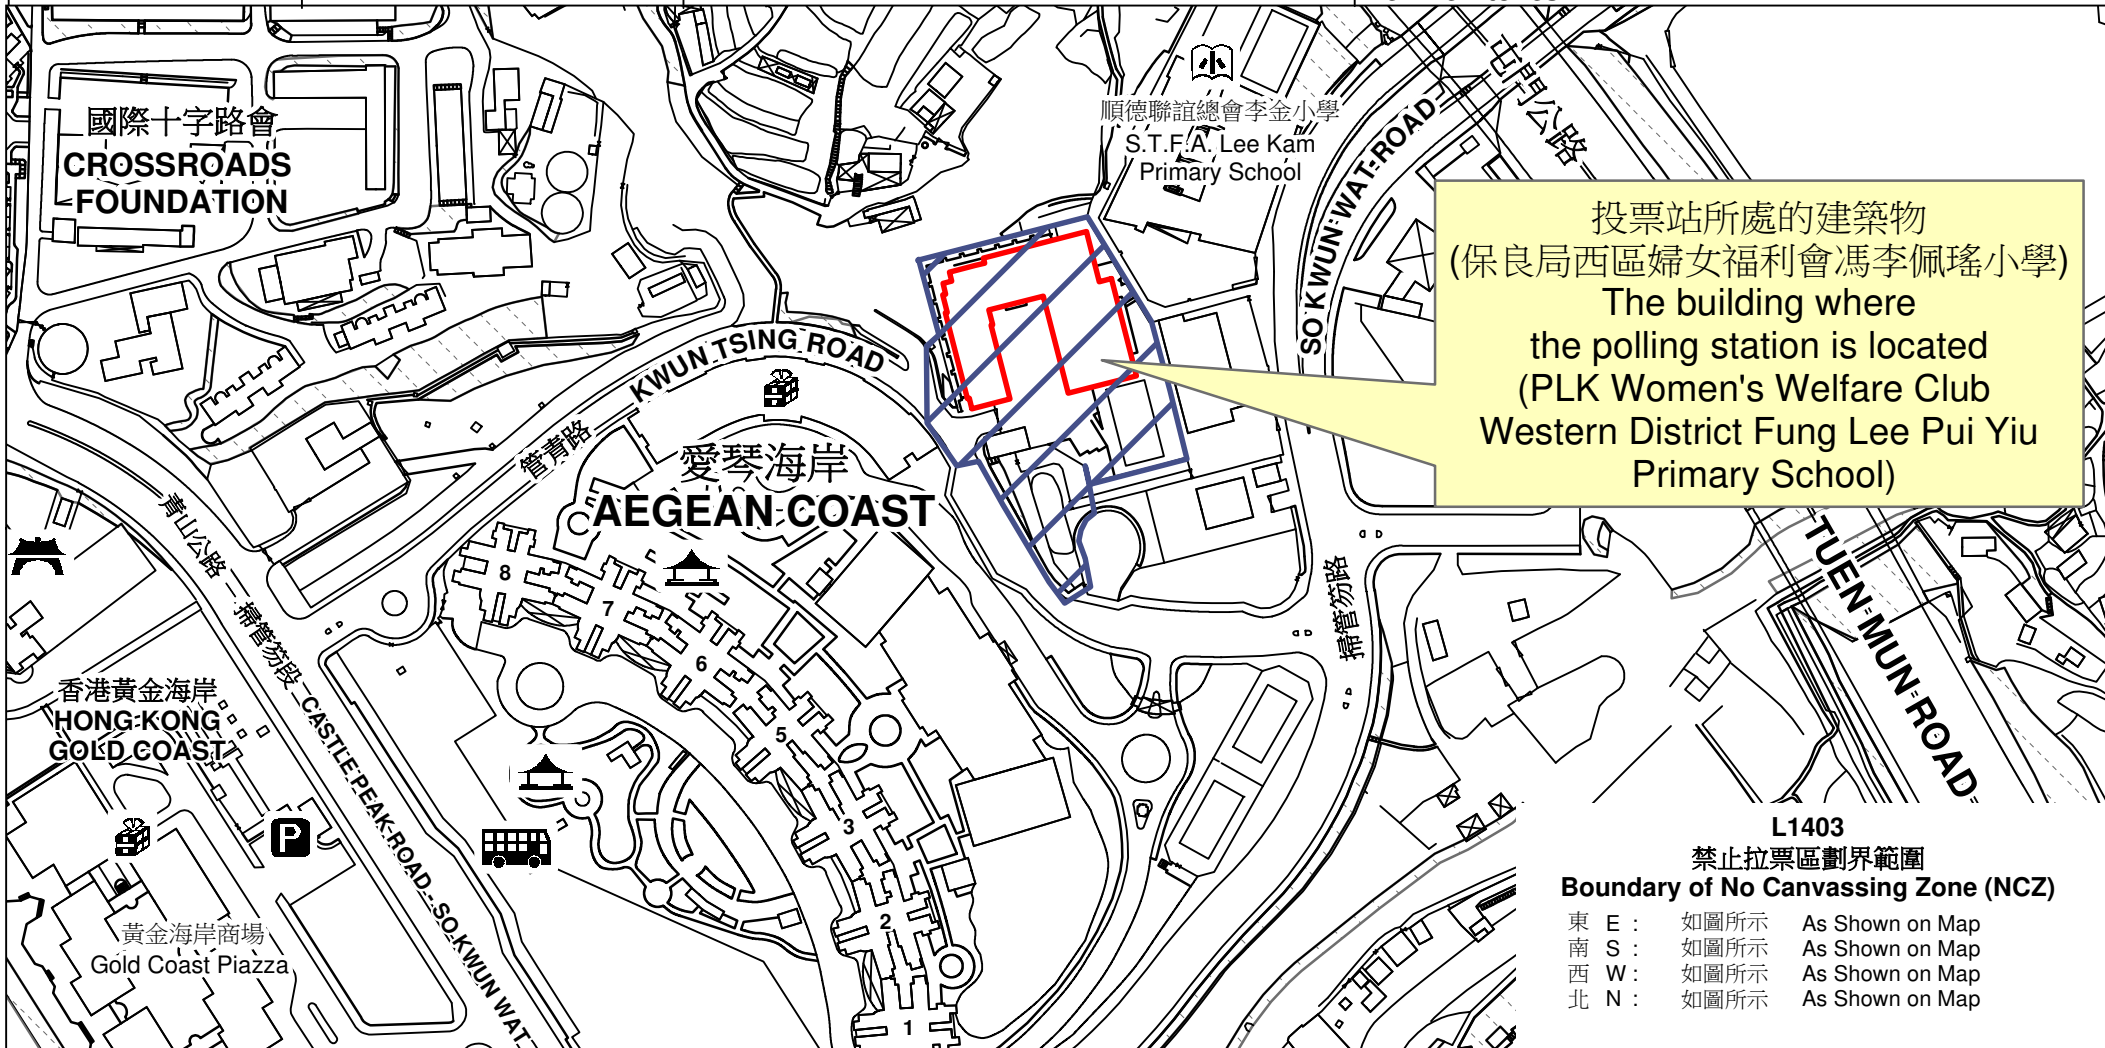 國際十字路會
CROSSROADS
FOUNDATION
順德聯誼總會李金小學
S.T.F.A. Lee Kam
Primary School
屯門公路
SO KWUN WAT ROAD
投票站所處的建築物
(保良局西區婦女福利會馮李佩瑤小學)
The building where
the polling station is located
(PLK Women's Welfare Club
Western District Fung Lee Pui Yiu
Primary School)
KWUN TSING ROAD
管青路
愛琴海岸
AEGEAN COAST
青山公路 - 掃管笏段 CASTLE PEAK ROAD - SO KWUN WAT
掃管笏路
TUEN MUN ROAD
8
7
6
5
3
2
1
香港黃金海岸
HONG KONG
GOLD COAST
P
黃金海岸商場
Gold Coast Piazza
L1403
禁止拉票區劃界範圍
Boundary of No Canvassing Zone (NCZ)
東 E : 如圖所示 As Shown on Map
南 S : 如圖所示 As Shown on Map
西 W : 如圖所示 As Shown on Map
北 N : 如圖所示 As Shown on Map